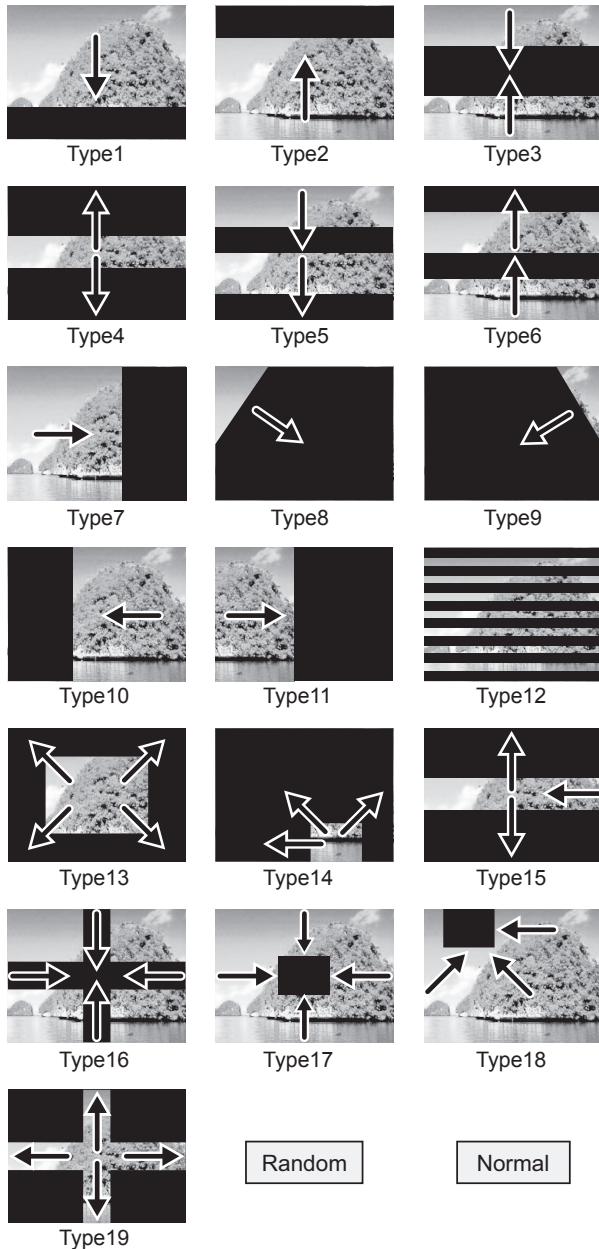 Type1 Type2 Type3
Type4 Type5 Type6
Type7 Type8 Type9
Type10 Type11 Type12
Type13 Type14 Type15
Type16 Type17 Type18
Random Normal
Type19